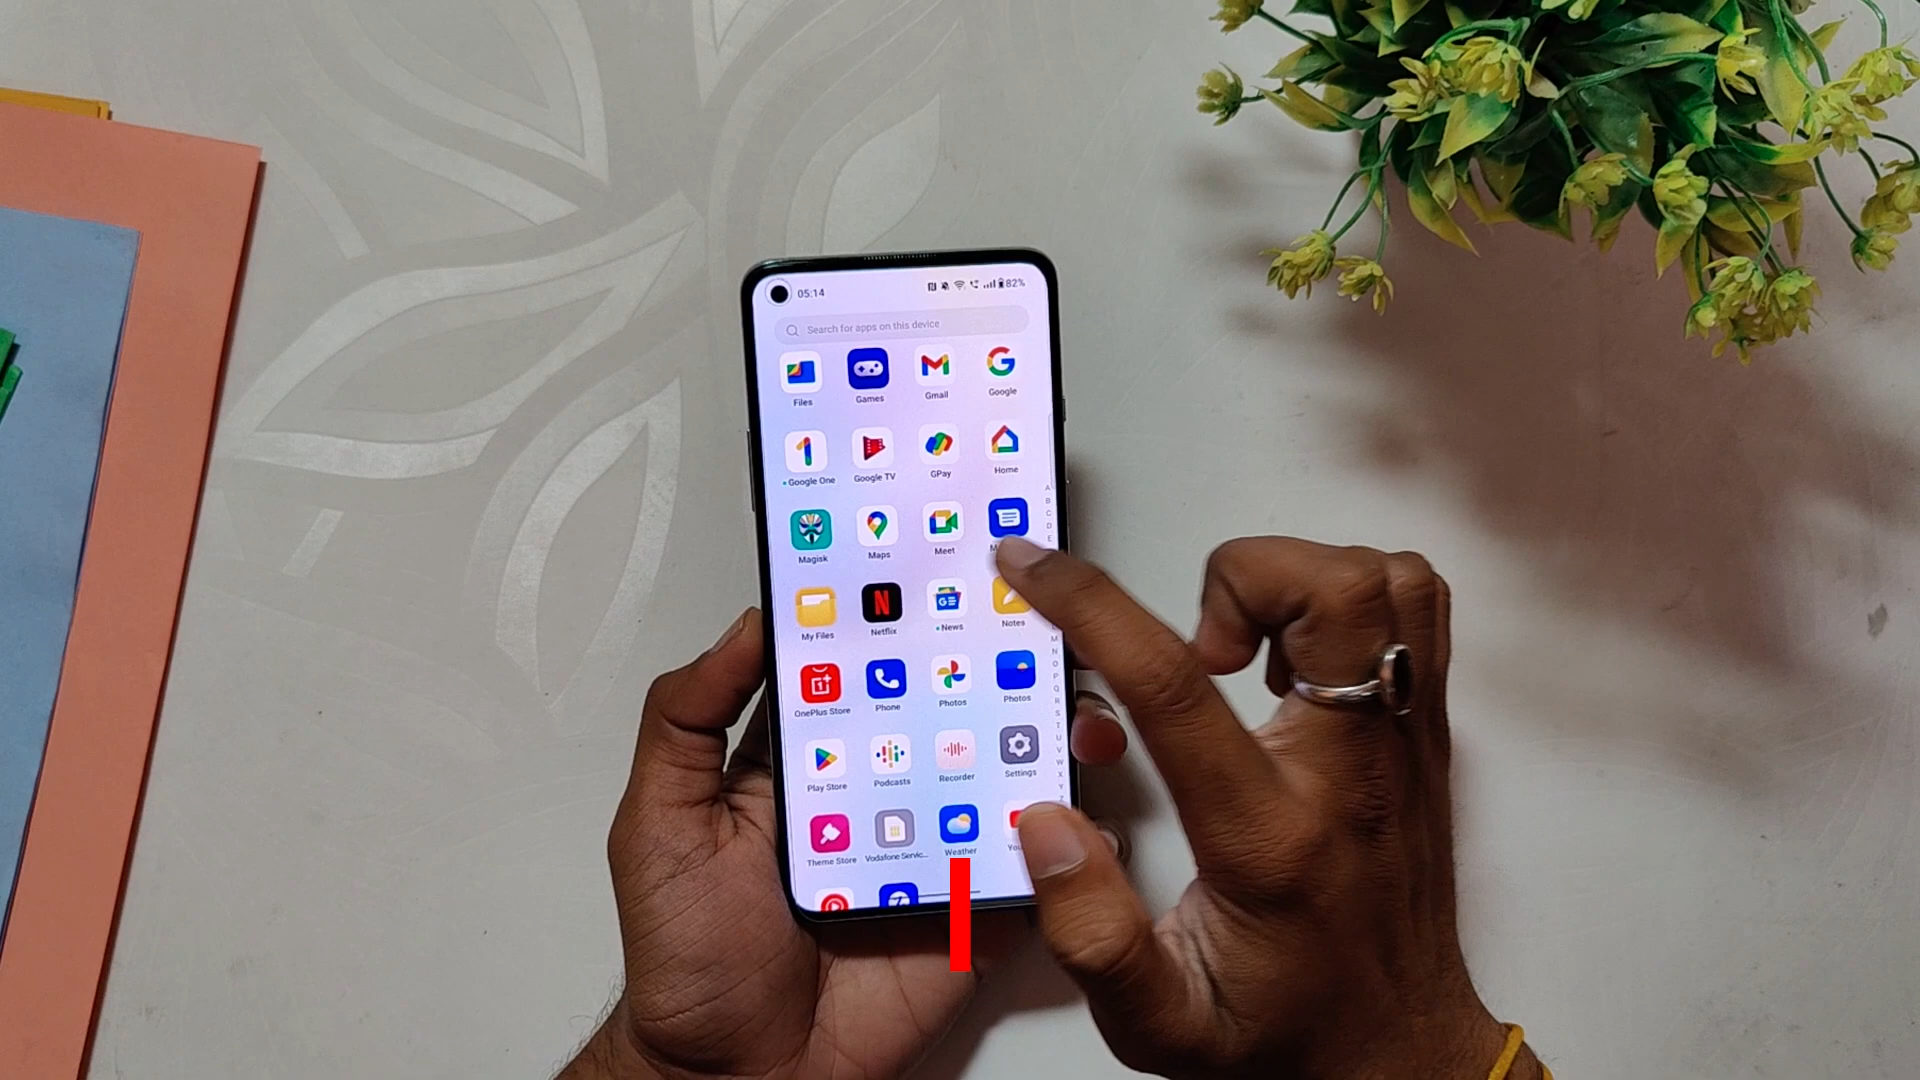 05:14 82%
Search for apps on this device
Files Games Gmail Google
Google One Google TV GPay Home
Magisk Maps Meet
My Files Netflix News Notes
OnePlus Store Phone Photos Photos
Play Store Podcasts Recorder Settings
Theme Store Vodafone Servic... Weather
A
B
C
D
E
M
N
O
P
Q
R
S
T
U
V
W
X
Y
Z